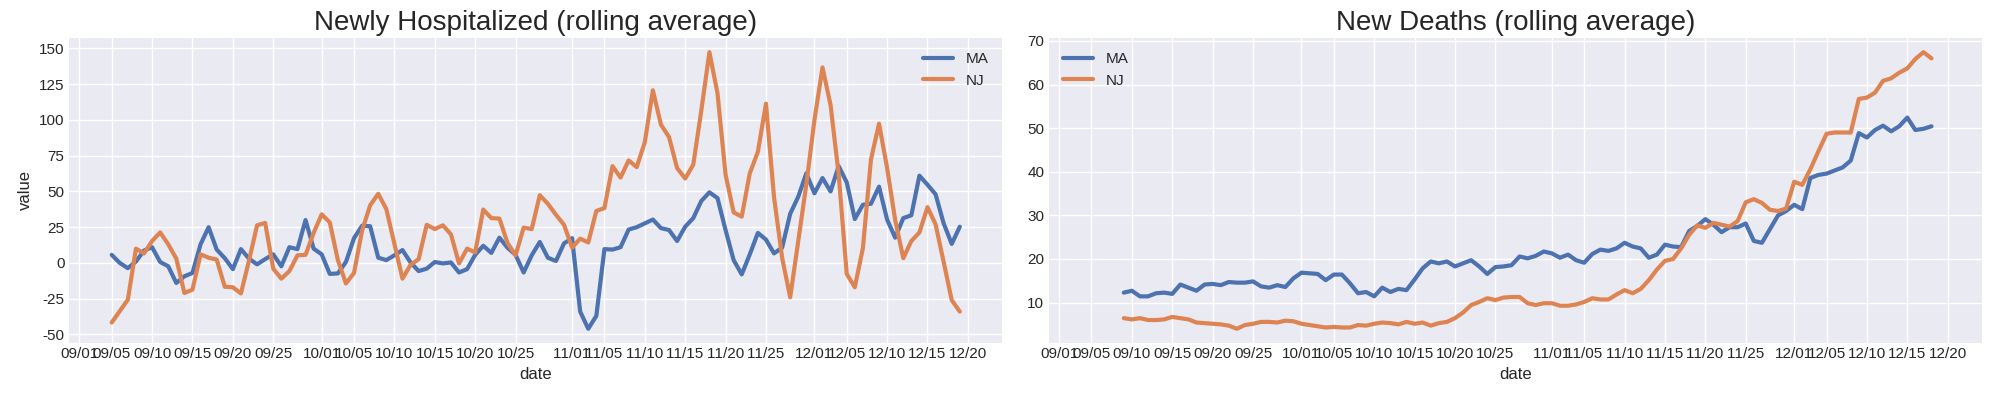 Newly Hospitalized (rolling average)
150
125
100
75
50
25
0
-25
-50
value
MA
NJ
09/01 09/05 09/10 09/15 09/20 09/25 10/01 10/05 10/10 10/15 10/20 10/25 11/01 11/05 11/10 11/15 11/20 11/25 12/01 12/05 12/10 12/15 12/20
date
New Deaths (rolling average)
70
60
50
40
30
20
10
MA
NJ
09/01 09/05 09/10 09/15 09/20 09/25 10/01 10/05 10/10 10/15 10/20 10/25 11/01 11/05 11/10 11/15 11/20 11/25 12/01 12/05 12/10 12/15 12/20
date